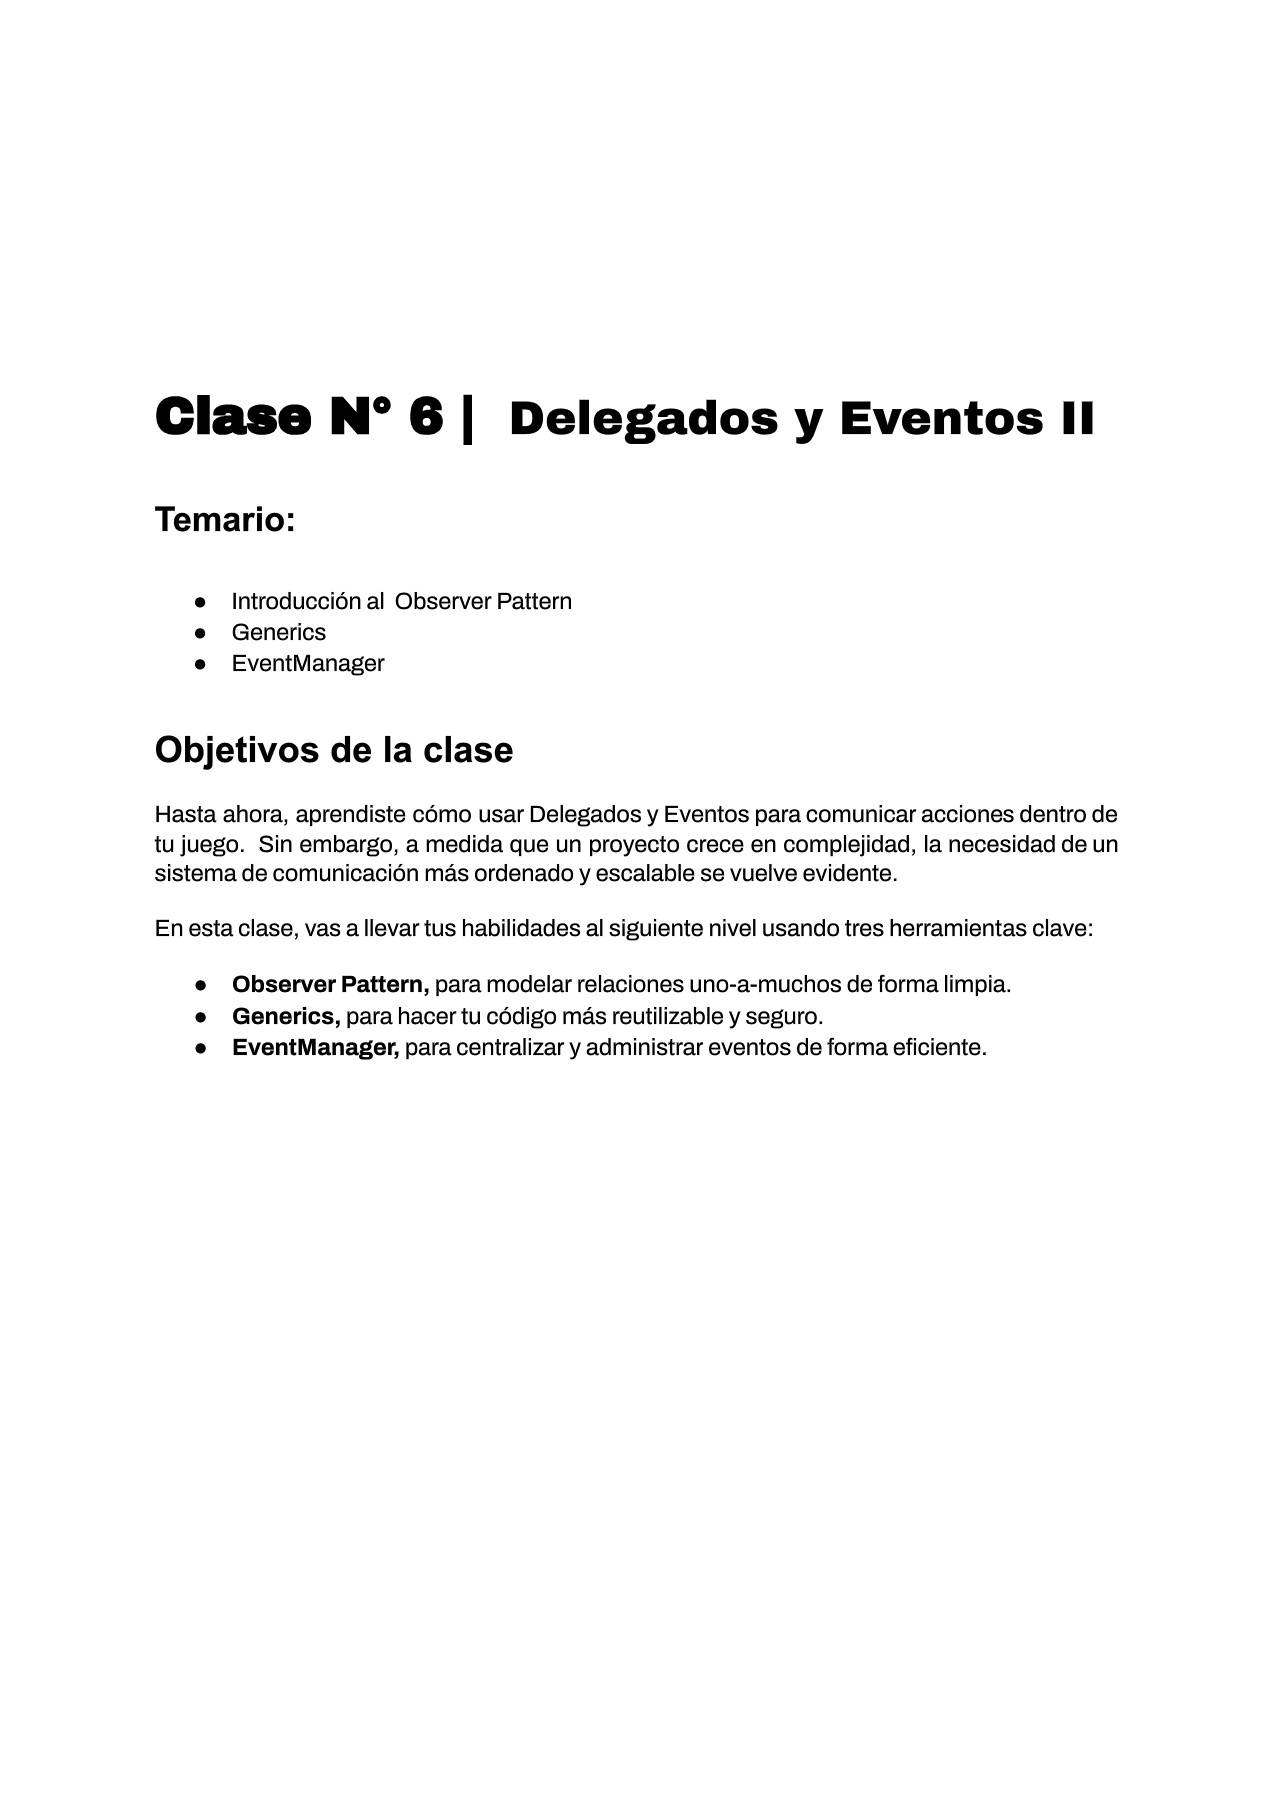 Clase N° 6 | Delegados y Eventos II
Temario:
● Introducción al  Observer Pattern
● Generics
● EventManager
Objetivos de la clase
Hasta ahora, aprendiste cómo usar Delegados y Eventos para comunicar acciones dentro de
tu juego.  Sin embargo, a medida que un proyecto crece en complejidad, la necesidad de un
sistema de comunicación más ordenado y escalable se vuelve evidente.
En esta clase, vas a llevar tus habilidades al siguiente nivel usando tres herramientas clave:
● Observer Pattern, para modelar relaciones uno-a-muchos de forma limpia.
● Generics, para hacer tu código más reutilizable y seguro.
● EventManager, para centralizar y administrar eventos de forma eficiente.